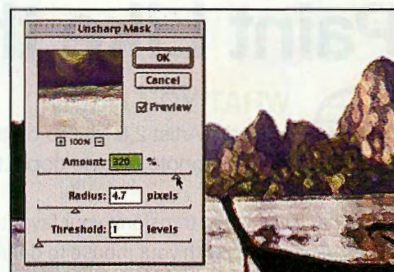 Unsharp Mask
OK
Cancel
Preview
100%
Amount: 320 %
Radius: 4.7 pixels
Threshold: 1 levels